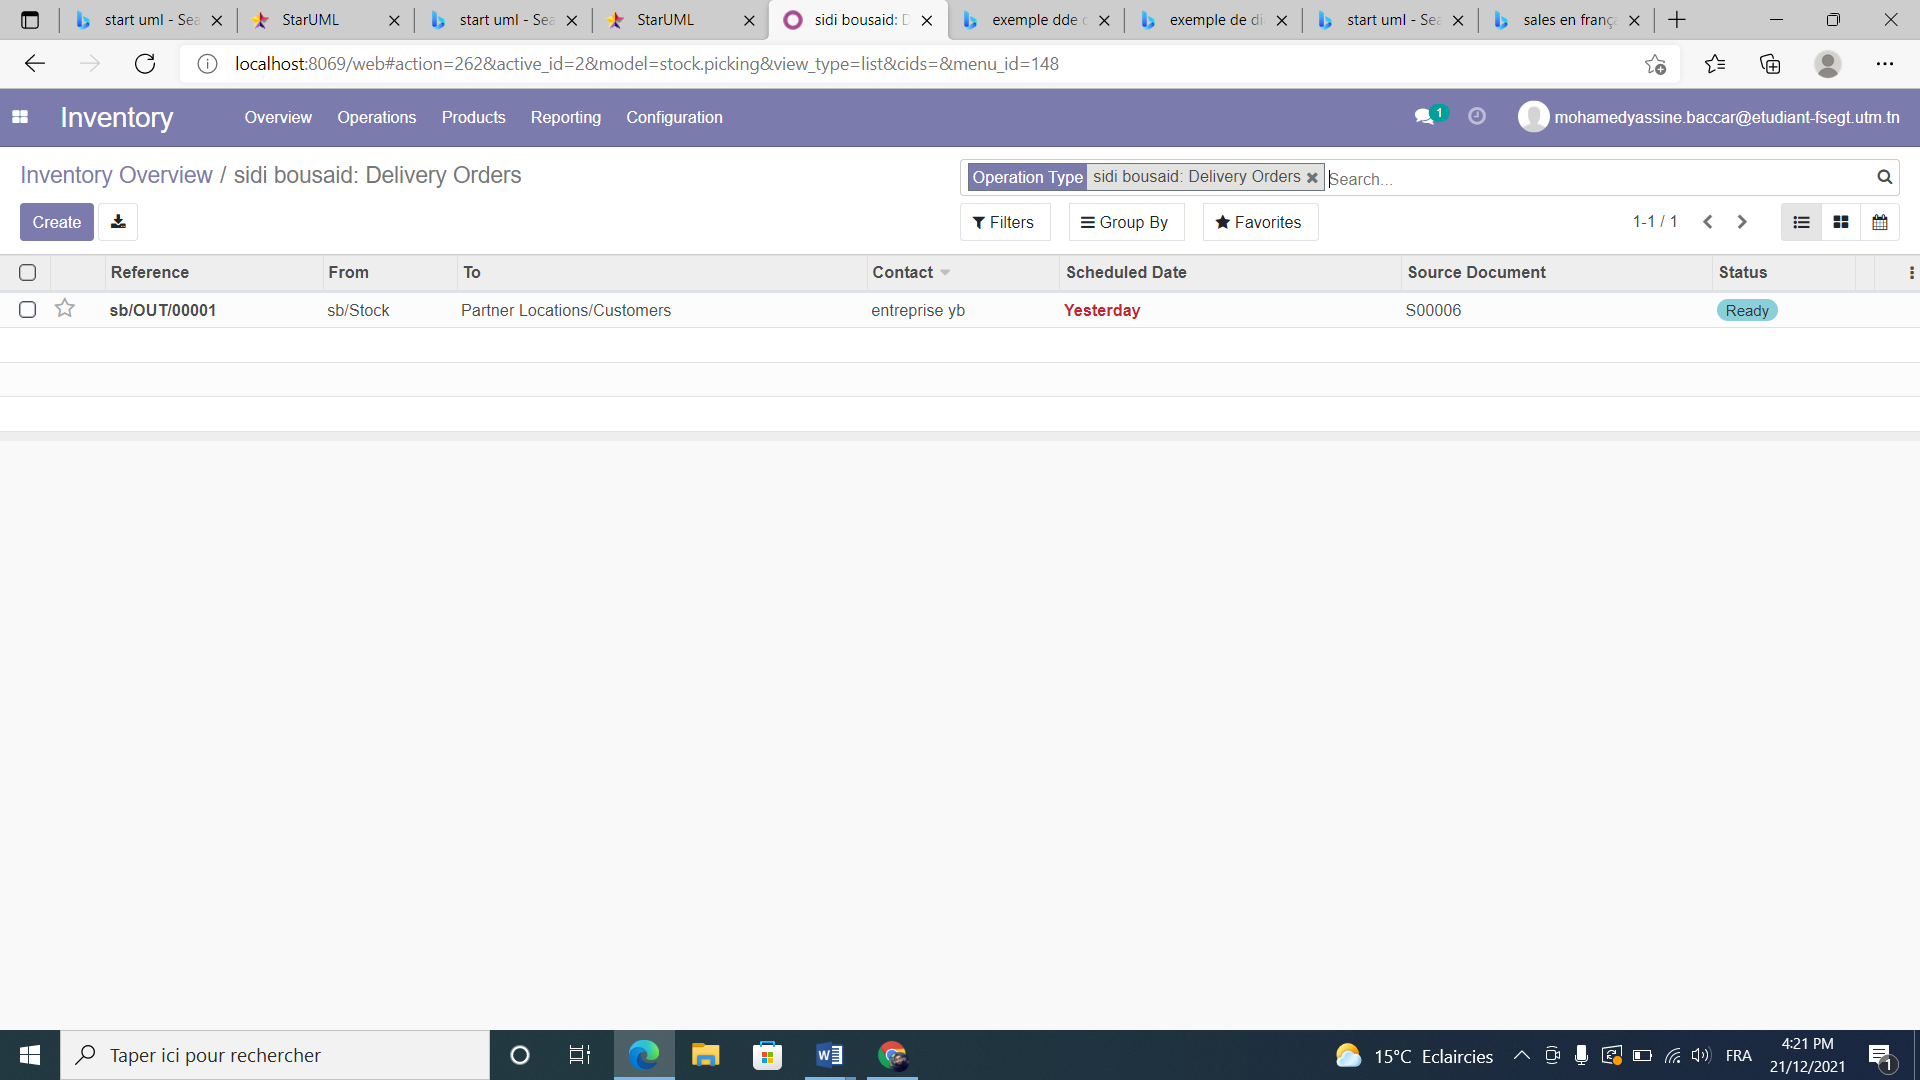 start uml - Sea
StarUML
start uml - Sea
StarUML
sidi bousaid: D
exemple dde c
exemple de di
start uml - Sea
sales en frança
localhost:8069/web#action=262&active_id=2&model=stock.picking&view_type=list&cids=&menu_id=148
Inventory
Overview
Operations
Products
Reporting
Configuration
1
mohamedyassine.baccar@etudiant-fsegt.utm.tn
Inventory Overview / sidi bousaid: Delivery Orders
Operation Type
sidi bousaid: Delivery Orders
Search...
Create
Filters
Group By
Favorites
1-1 / 1
Reference From To Contact Scheduled Date Source Document Status
sb/OUT/00001 sb/Stock Partner Locations/Customers entreprise yb Yesterday S00006 Ready
Taper ici pour rechercher
15°C Eclaircies
FRA
4:21 PM
21/12/2021
1